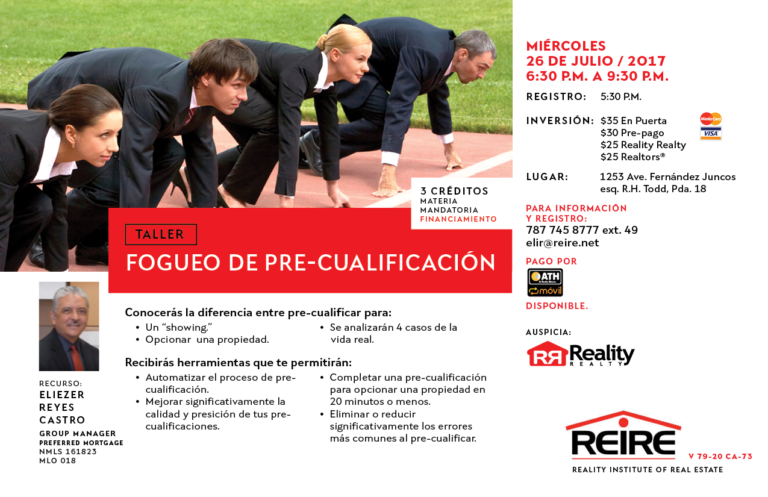 MIÉRCOLES
26 DE JULIO / 2017
6:30 P.M. A 9:30 P.M.
REGISTRO: 5:30 P.M.
INVERSIÓN: $35 En Puerta
$30 Pre-pago
$25 Reality Realty
$25 Realtors®
MasterCard
VISA
LUGAR: 1253 Ave. Fernández Juncos
esq. R.H. Todd, Pda. 18
PARA INFORMACIÓN
Y REGISTRO:
787 745 8777 ext. 49
elir@reire.net
PAGO POR
ATH
móvil
DISPONIBLE.
AUSPICIA:
RR Reality
REALTY
3 CRÉDITOS
MATERIA
MANDATORIA
FINANCIAMIENTO
TALLER
FOGUEO DE PRE-CUALIFICACIÓN
Conocerás la diferencia entre pre-cualificar para:
• Un “showing.”
• Opcionar una propiedad.
• Se analizarán 4 casos de la
vida real.
Recibirás herramientas que te permitirán:
• Automatizar el proceso de pre-
cualificación.
• Mejorar significativamente la
calidad y presición de tus pre-
cualificaciones.
• Completar una pre-cualificación
para opcionar una propiedad en
20 minutos o menos.
• Eliminar o reducir
significativamente los errores
más comunes al pre-cualificar.
RECURSO:
ELIEZER
REYES
CASTRO
GROUP MANAGER
PREFERRED MORTGAGE
NMLS 161823
MLO 018
REIRE
V 79-20 CA-73
REALITY INSTITUTE OF REAL ESTATE